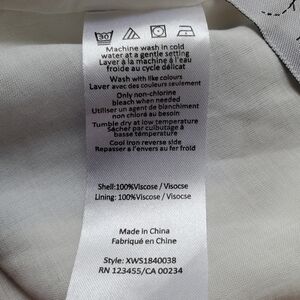 Machine wash in cold
water at a gentle setting
Laver à la machine à l'eau
froide au cycle délicat
Wash with like colours
Laver avec des couleurs seulement
Only non-chlorine
bleach when needed
Utiliser un agent de blanchiment
non chloré au besoin
Tumble dry at low temperature
Sécher par culbutage à
basse température
Cool iron reverse side
Repasser à l'envers au fer froid
Shell:100%Viscose / Visocse
Lining: 100%Viscose / Visocse
Made in China
Fabriqué en Chine
Style: XWS1840038
RN 123455/CA 00234